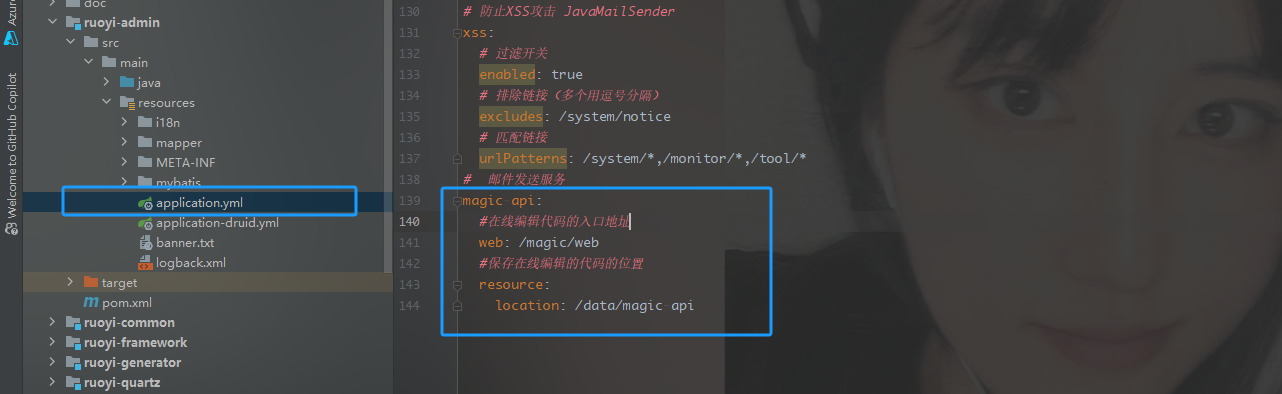 Azure
Welcome to GitHub Copilot
doc
ruoyi-admin
src
main
java
resources
i18n
mapper
META-INF
mybatis
application.yml
application-druid.yml
banner.txt
logback.xml
target
pom.xml
ruoyi-common
ruoyi-framework
ruoyi-generator
ruoyi-quartz
130 # 防止XSS攻击 JavaMailSender
131 xss:
132 # 过滤开关
133 enabled: true
134 # 排除链接（多个用逗号分隔）
135 excludes: /system/notice
136 # 匹配链接
137 urlPatterns: /system/*,/monitor/*,/tool/*
138 # 邮件发送服务
139 magic-api:
140 #在线编辑代码的入口地址
141 web: /magic/web
142 #保存在线编辑的代码的位置
143 resource:
144 location: /data/magic-api